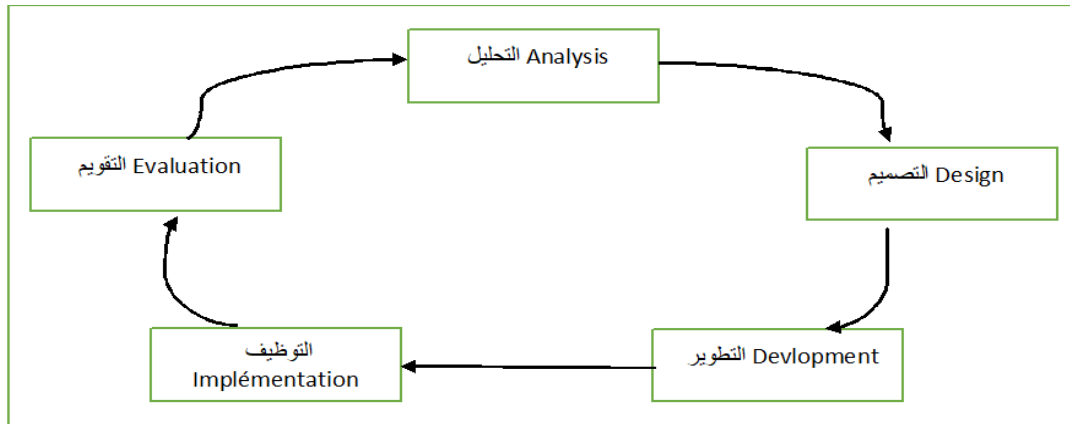 التحليل Analysis
التصميم Design
التطوير Devlopment
التوظيف
Implémentation
التقويم Evaluation